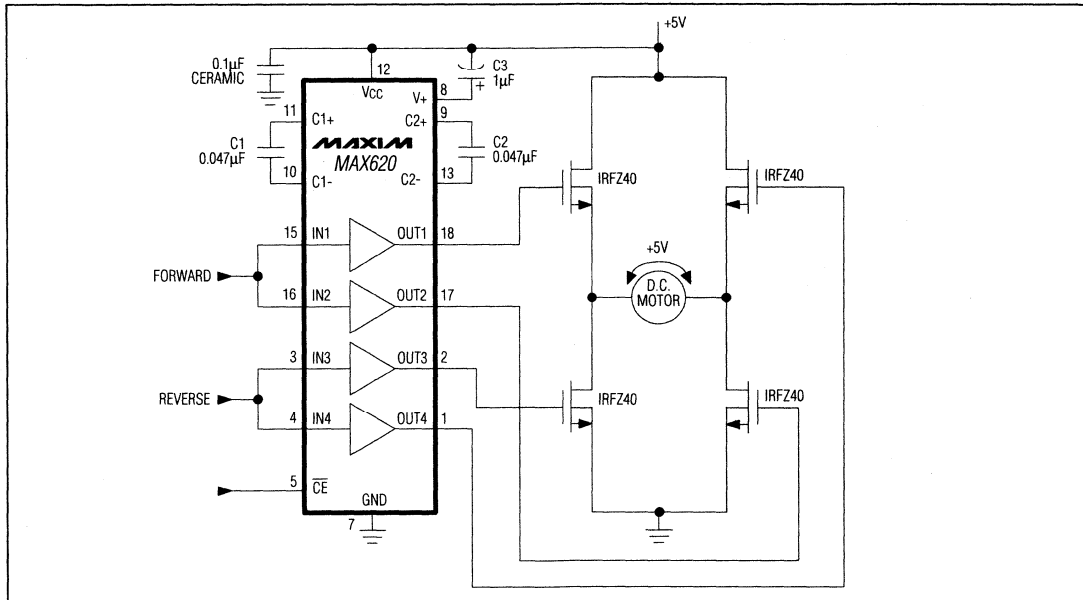 +5V
0.1µF
CERAMIC
12
VCC
C3
1µF
+
8
V+
11
C1+
C2+
9
C1
0.047µF
MAXIM
MAX620
C2
0.047µF
10
C1-
C2-
13
IRFZ40
IRFZ40
15
IN1
OUT1
18
FORWARD
+5V
D.C.
MOTOR
16
IN2
OUT2
17
3
IN3
OUT3
2
REVERSE
IRFZ40
IRFZ40
4
IN4
OUT4
1
5
CE
GND
7